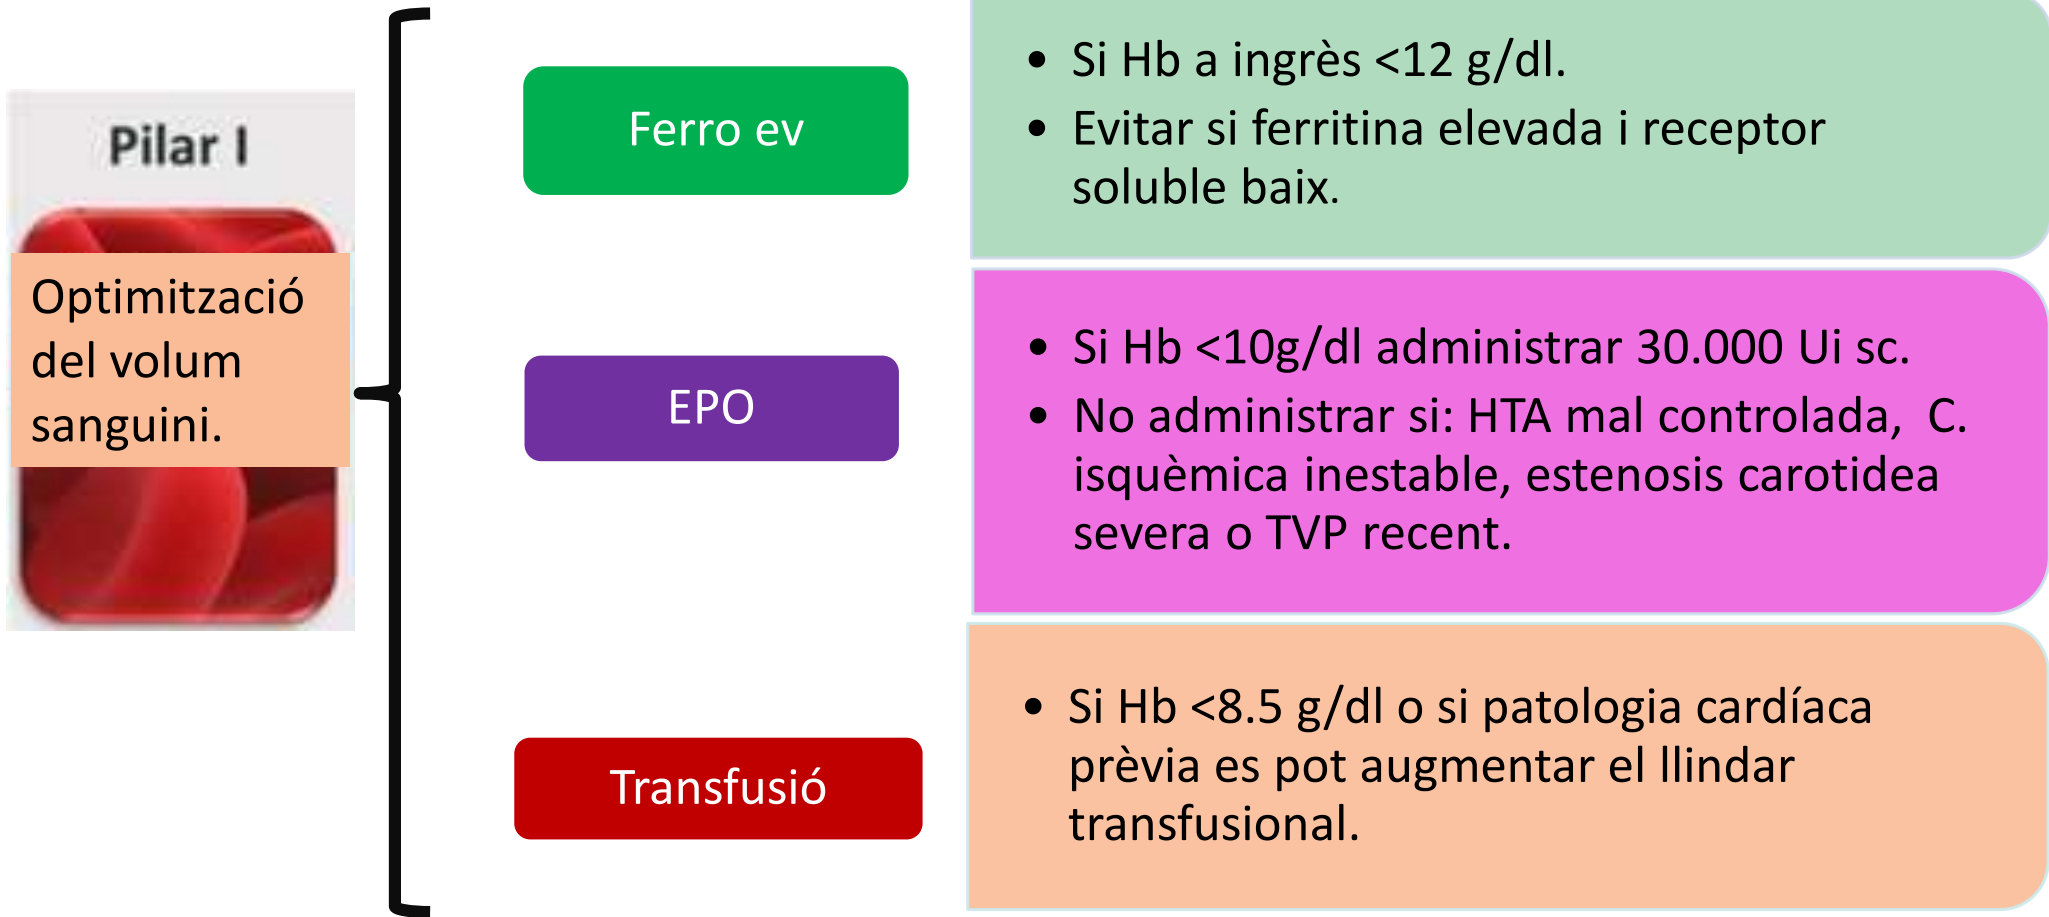 Pilar I
Optimització
del volum
sanguini.
Ferro ev
• Si Hb a ingrès <12 g/dl.
• Evitar si ferritina elevada i receptor
soluble baix.
EPO
• Si Hb <10g/dl administrar 30.000 Ui sc.
• No administrar si: HTA mal controlada,  C.
isquèmica inestable, estenosis carotidea
severa o TVP recent.
Transfusió
• Si Hb <8.5 g/dl o si patologia cardíaca
prèvia es pot augmentar el llindar
transfusional.